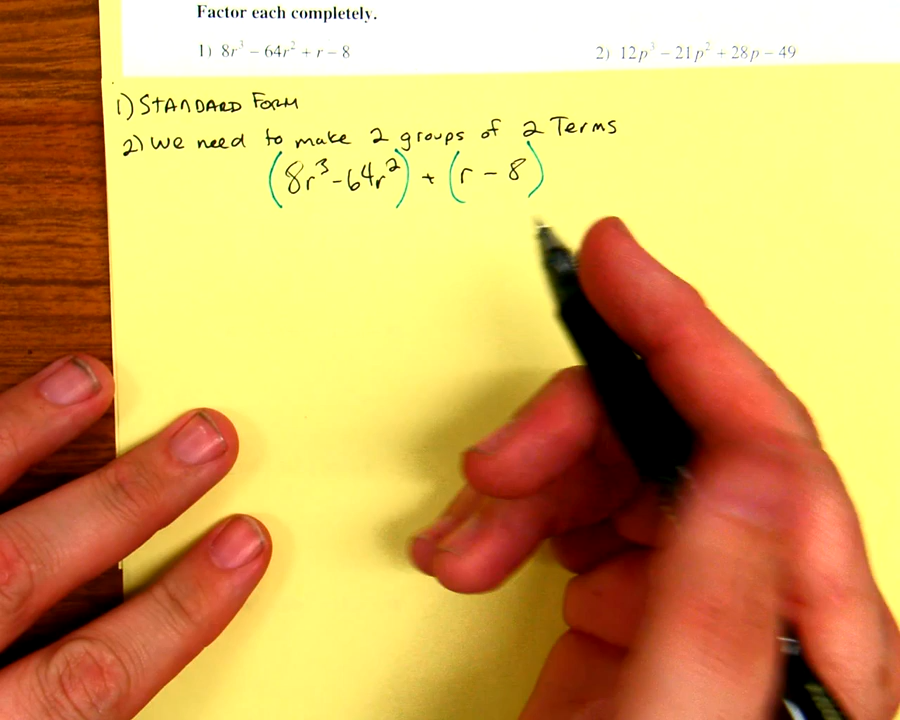 Factor each completely.
1) 8r³ − 64r² + r − 8
2) 12p³ − 21p² + 28p − 49
1) STANDARD FORM
2) We need to make 2 groups of 2 Terms
(8r³-64r²) + (r - 8)